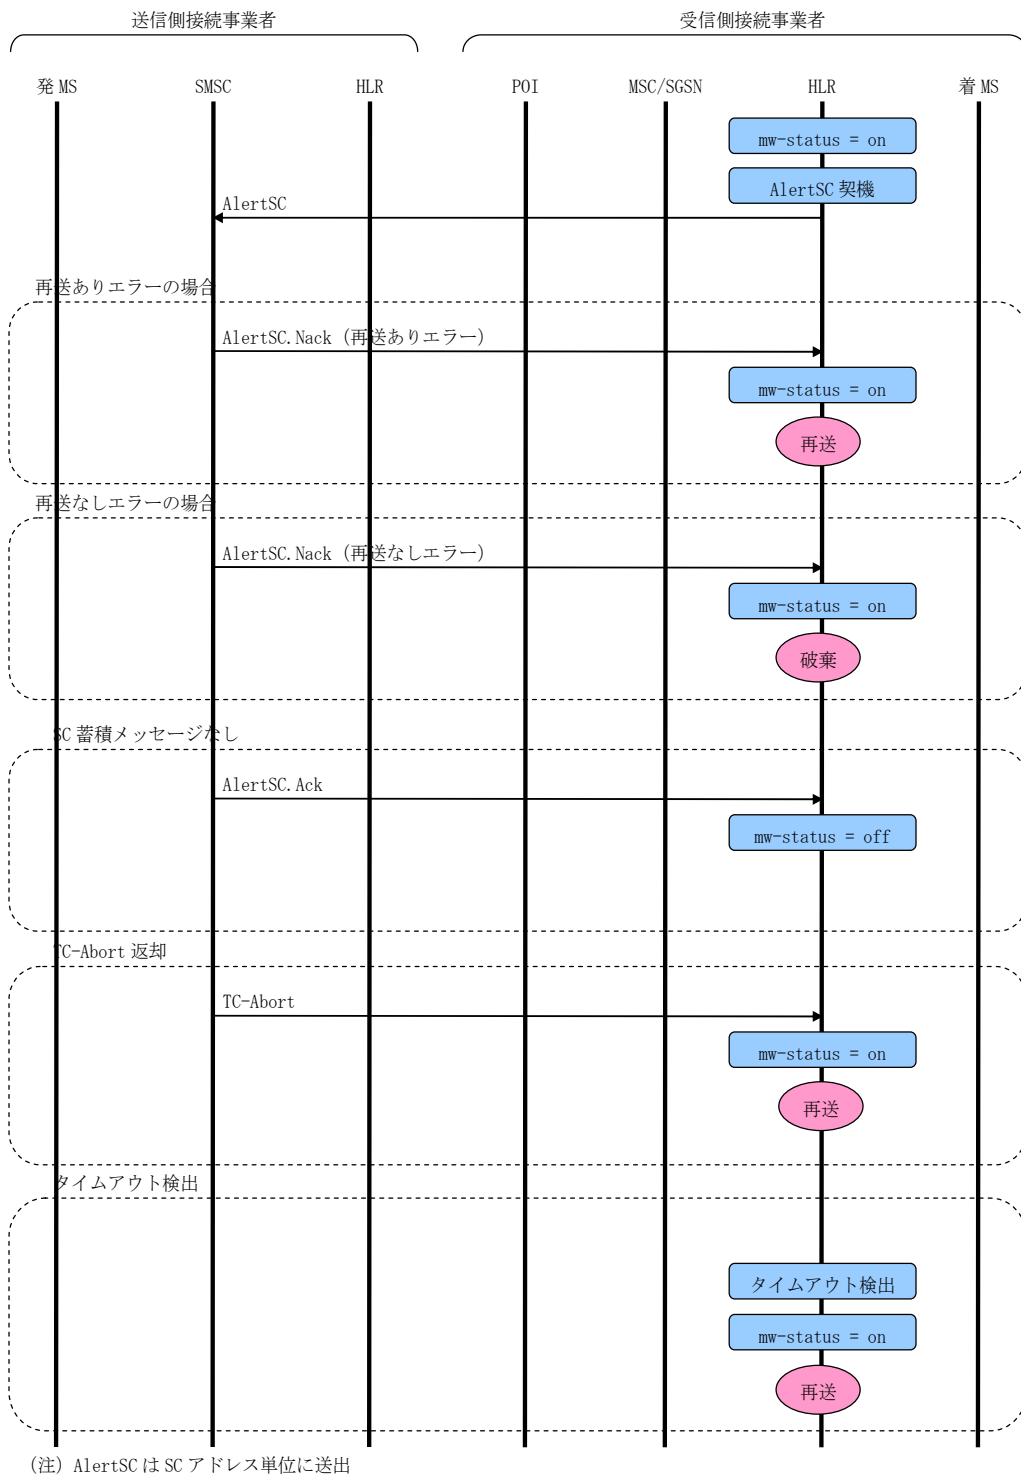 送信側接続事業者
受信側接続事業者
発 MS
SMSC
HLR
POI
MSC/SGSN
HLR
着 MS
mw-status = on
AlertSC 契機
AlertSC
再送ありエラーの場合
AlertSC.Nack（再送ありエラー）
mw-status = on
再送
再送なしエラーの場合
AlertSC.Nack（再送なしエラー）
mw-status = on
破棄
SC 蓄積メッセージなし
AlertSC.Ack
mw-status = off
TC-Abort 返却
TC-Abort
mw-status = on
再送
タイムアウト検出
タイムアウト検出
mw-status = on
再送
（注）AlertSC は SC アドレス単位に送出